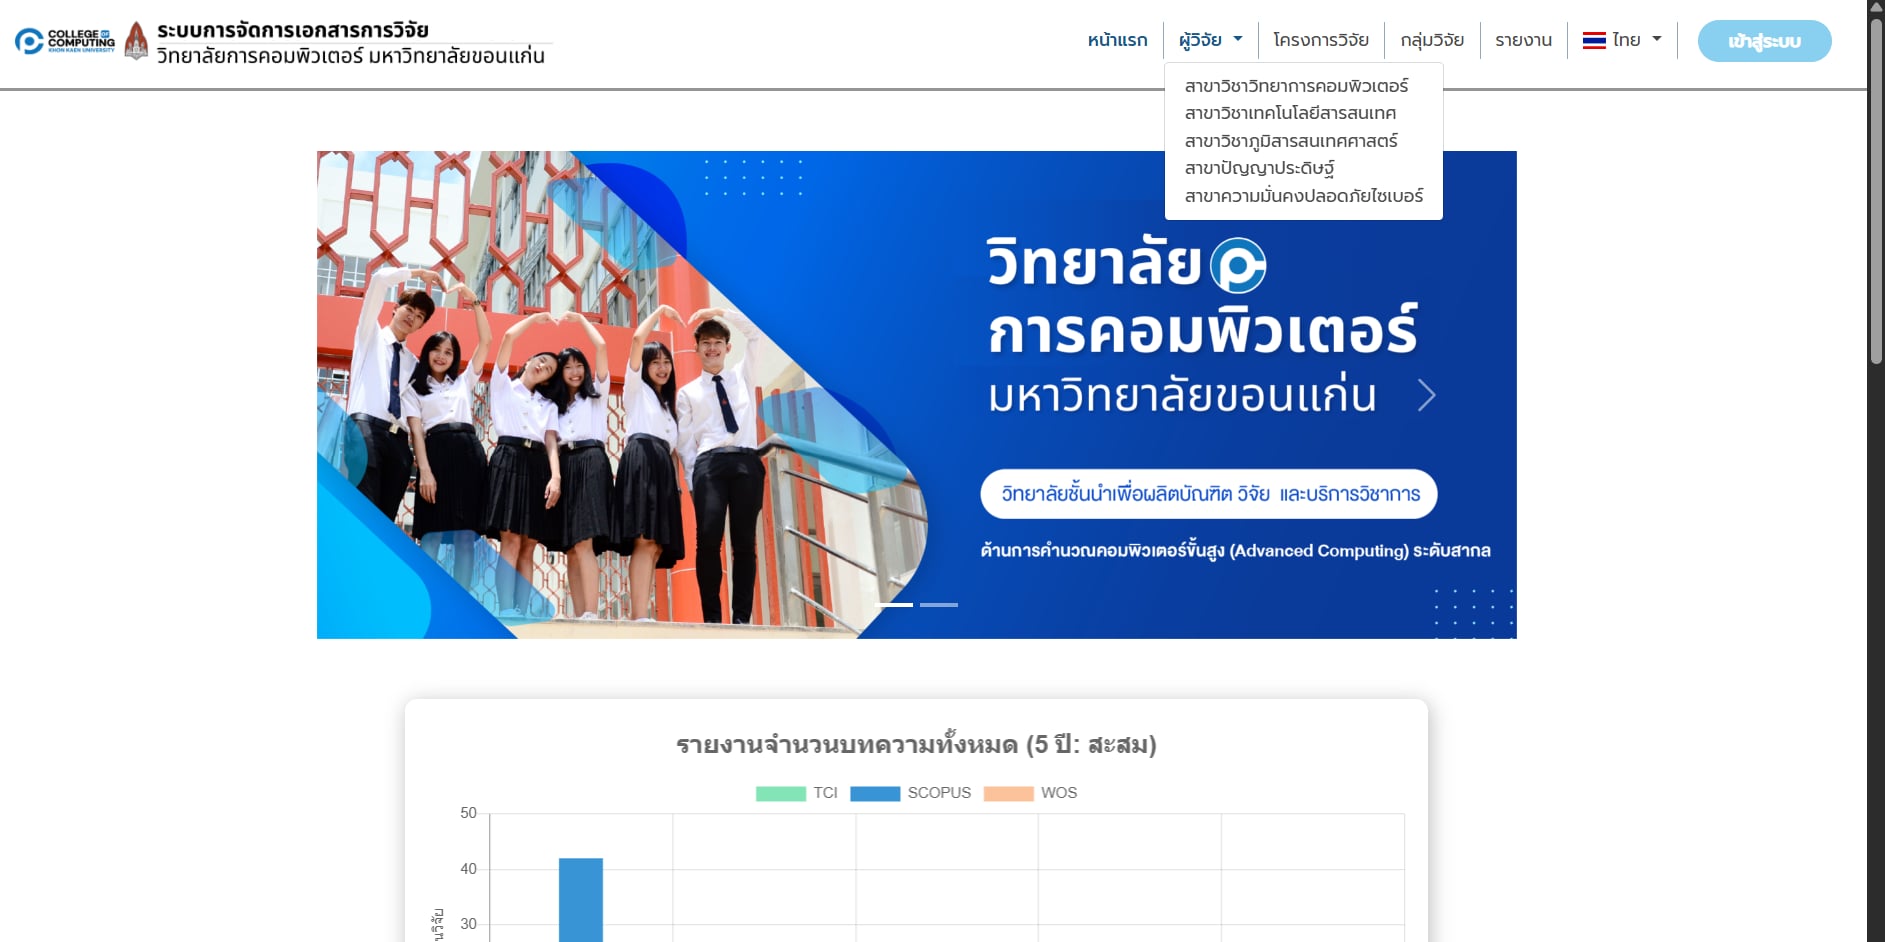 COLLEGE OF
COMPUTING
KHON KAEN UNIVERSITY
ระบบการจัดการเอกสารการวิจัย
วิทยาลัยการคอมพิวเตอร์ มหาวิทยาลัยขอนแก่น
หน้าแรก
ผู้วิจัย
โครงการวิจัย
กลุ่มวิจัย
รายงาน
ไทย
เข้าสู่ระบบ
สาขาวิชาวิทยาการคอมพิวเตอร์
สาขาวิชาเทคโนโลยีสารสนเทศ
สาขาวิชาภูมิสารสนเทศศาสตร์
สาขาปัญญาประดิษฐ์
สาขาความมั่นคงปลอดภัยไซเบอร์
วิทยาลัย
การคอมพิวเตอร์
มหาวิทยาลัยขอนแก่น
วิทยาลัยชั้นนำเพื่อผลิตบัณฑิต วิจัย และบริการวิชาการ
ด้านการคำนวณคอมพิวเตอร์ขั้นสูง (Advanced Computing) ระดับสากล
รายงานจำนวนบทความทั้งหมด (5 ปี: สะสม)
TCI
SCOPUS
WOS
50
40
30